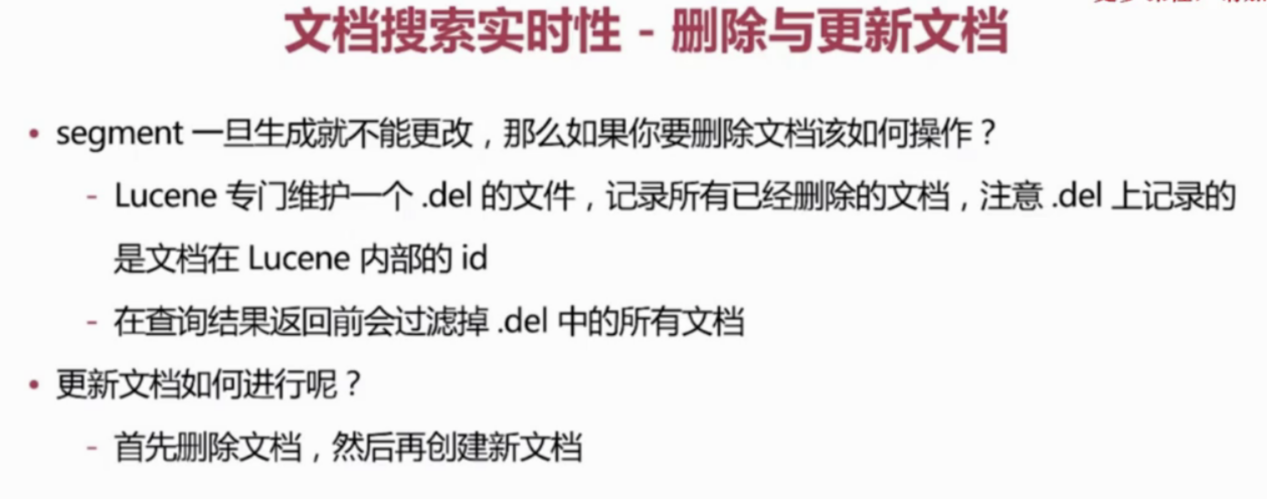 文档搜索实时性 - 删除与更新文档
• segment 一旦生成就不能更改，那么如果你要删除文档该如何操作？
- Lucene 专门维护一个 .del 的文件，记录所有已经删除的文档，注意 .del 上记录的
是文档在 Lucene 内部的 id
- 在查询结果返回前会过滤掉 .del 中的所有文档
• 更新文档如何进行呢？
- 首先删除文档，然后再创建新文档